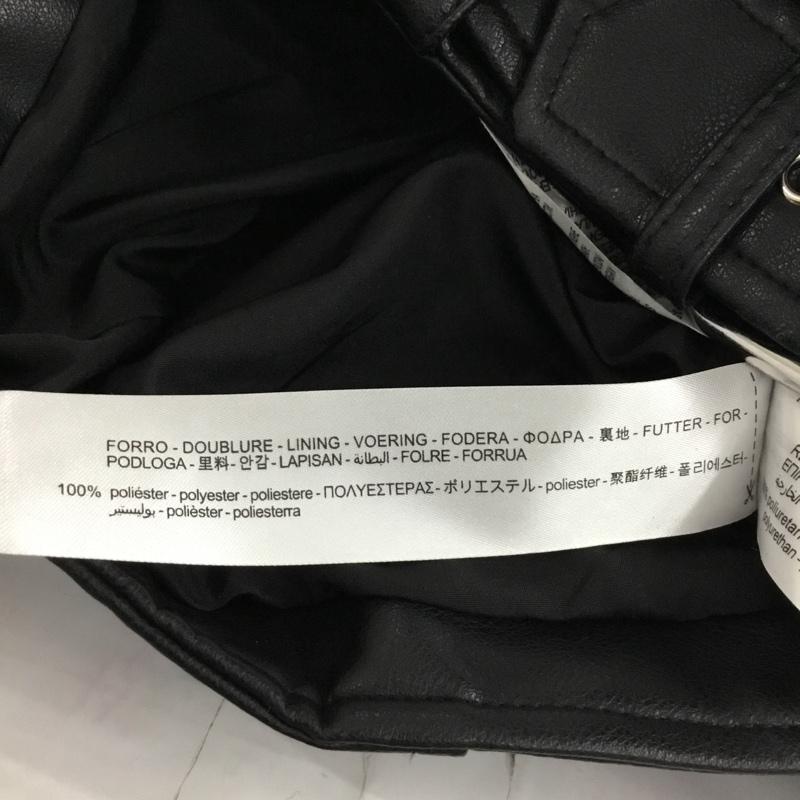 FORRO - DOUBLURE - LINING - VOERING - FODERA - ΦΟΔΡΑ - 裏地 - FUTTER - FOR -
PODLOGA - 里料 - 안감 - LAPISAN - البطانة - FOLRE - FORRUA
100% poliéster - polyester - poliestere - ΠΟΛΥΕΣΤΕΡΑΣ - ポリエステル - poliester - 聚酯纤维 - 폴리에스터 -
بوليستير - polièster - poliesterra